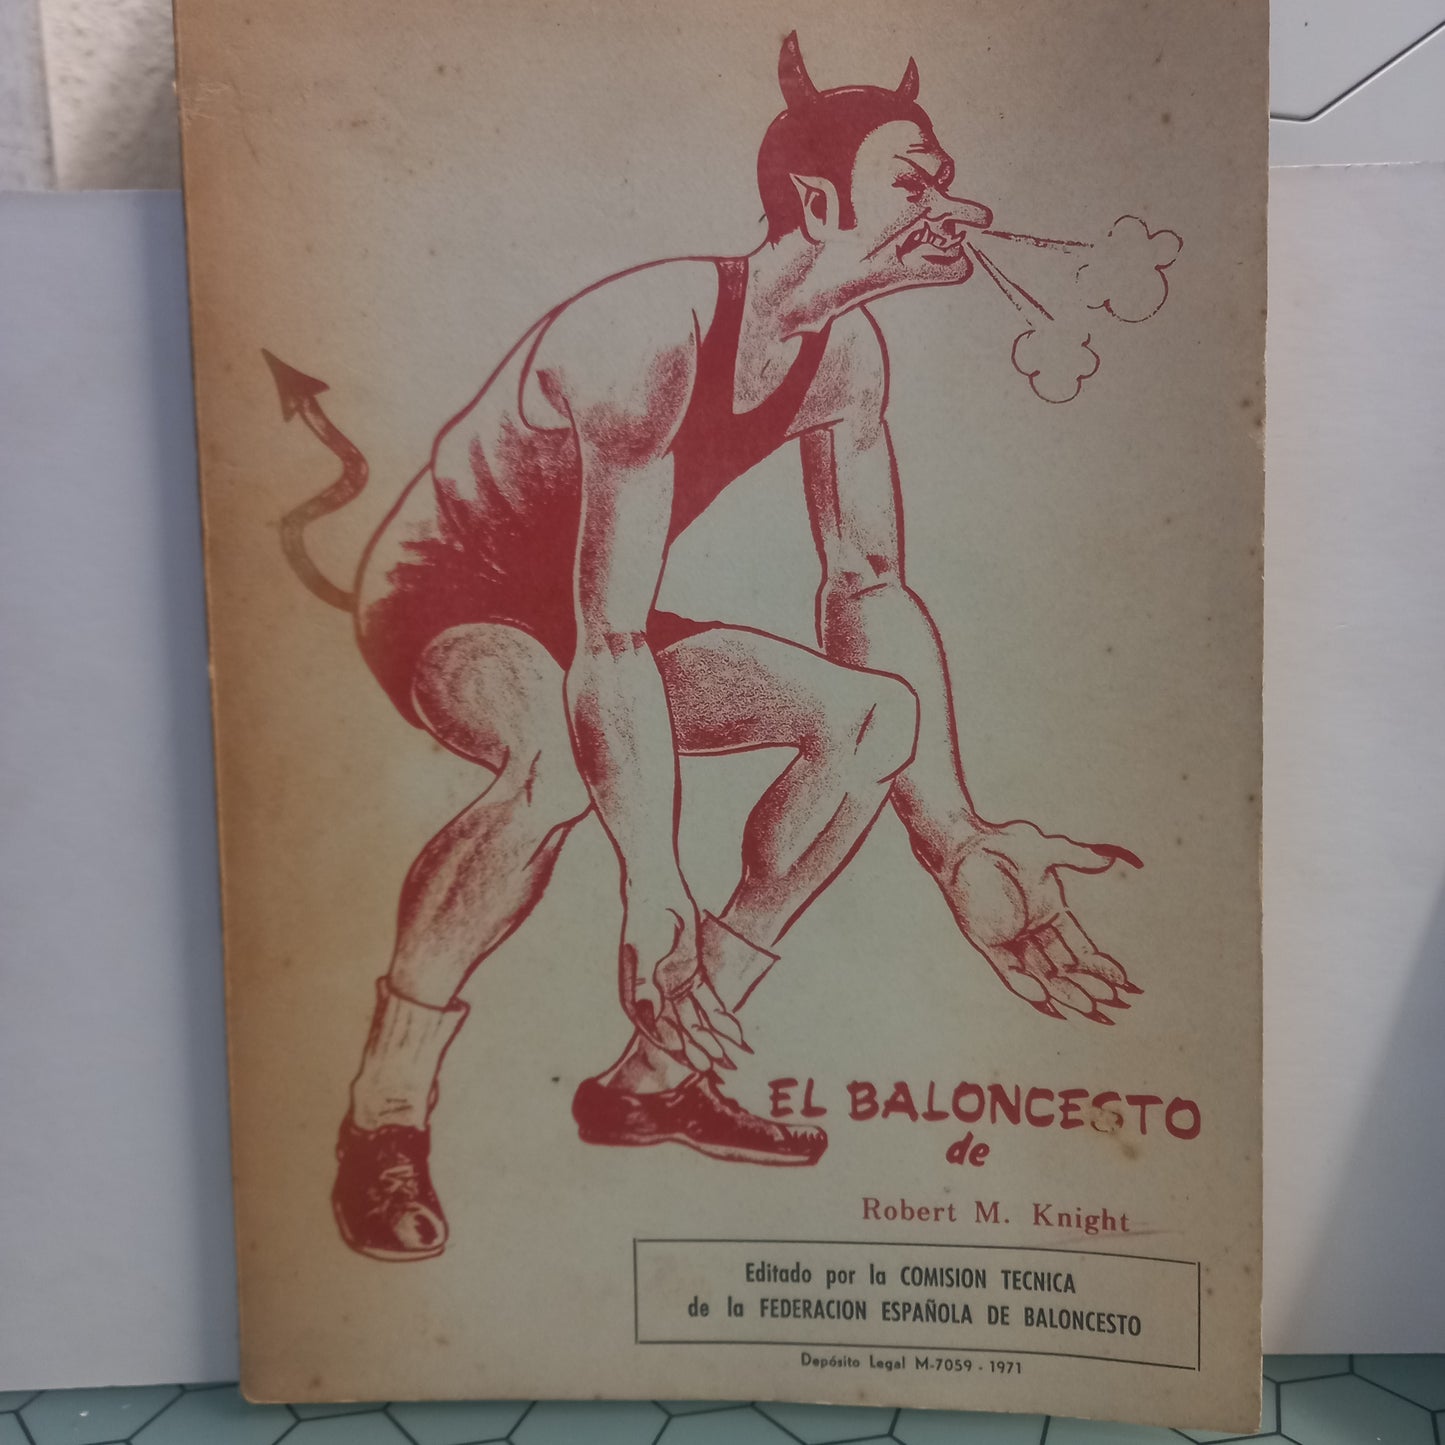 EL BALONCESTO
de
Robert M. Knight
Editado por la COMISION TECNICA
de la FEDERACION ESPAÑOLA DE BALONCESTO
Depósito Legal M-7059 - 1971